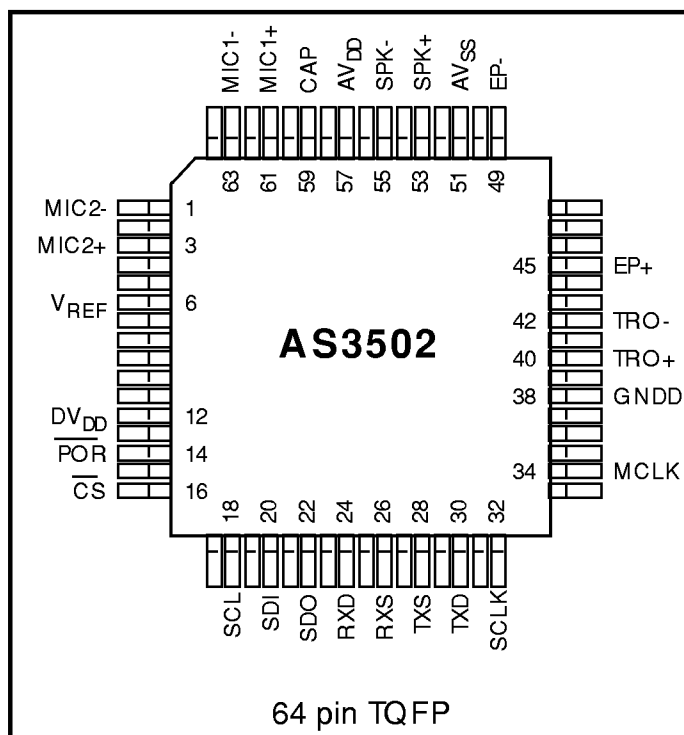 MIC1-
MIC1+
CAP
AVDD
SPK-
SPK+
AVSS
EP-
63
61
59
57
55
53
51
49
MIC2- 1
MIC2+ 3
VREF 6
DVDD 12
POR 14
CS 16
45 EP+
42 TRO-
40 TRO+
38 GNDD
34 MCLK
AS3502
18
20
22
24
26
28
30
32
SCL
SDI
SDO
RXD
RXS
TXS
TXD
SCLK
64 pin TQFP